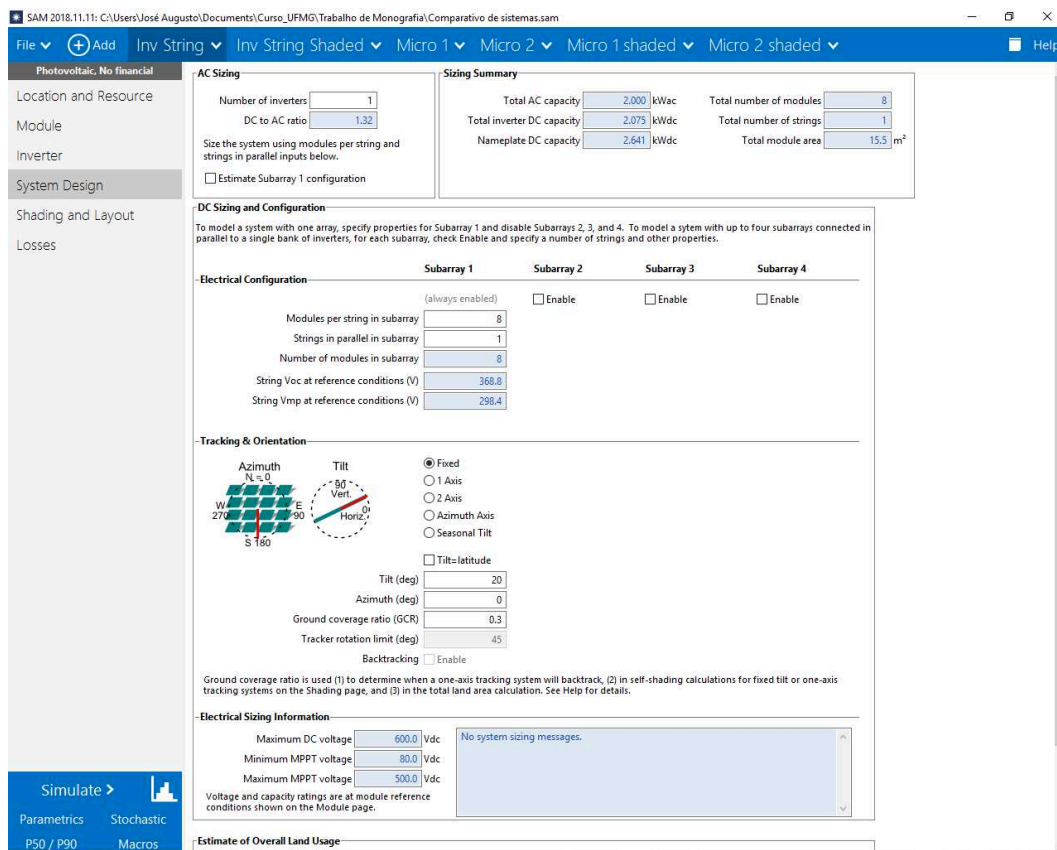 SAM 2018.11.11: C:\Users\José Augusto\Documents\Curso_UFMG\Trabalho de Monografia\Comparativo de sistemas.sam
File Add Inv String Inv String Shaded Micro 1 Micro 2 Micro 1 shaded Micro 2 shaded Help
Photovoltaic, No financial
Location and Resource
Module
Inverter
System Design
Shading and Layout
Losses
Simulate >
Parametrics Stochastic
P50 / P90 Macros
AC Sizing
Number of inverters 1
DC to AC ratio 1.32
Size the system using modules per string and
strings in parallel inputs below.
Estimate Subarray 1 configuration
Sizing Summary
Total AC capacity 2.000 kWac Total number of modules 8
Total inverter DC capacity 2.075 kWdc Total number of strings 1
Nameplate DC capacity 2.641 kWdc Total module area 15.5 m²
DC Sizing and Configuration
To model a system with one array, specify properties for Subarray 1 and disable Subarrays 2, 3, and 4. To model a sytem with up to four subarrays connected in
parallel to a single bank of inverters, for each subarray, check Enable and specify a number of strings and other properties.
Subarray 1 Subarray 2 Subarray 3 Subarray 4
Electrical Configuration
(always enabled) Enable Enable Enable
Modules per string in subarray 8
Strings in parallel in subarray 1
Number of modules in subarray 8
String Voc at reference conditions (V) 368.8
String Vmp at reference conditions (V) 298.4
Tracking & Orientation
Azimuth Tilt
N = 0
W
270
E
90
S 180
90
Vert.
0
Horiz.
Fixed
1 Axis
2 Axis
Azimuth Axis
Seasonal Tilt
Tilt=latitude
Tilt (deg) 20
Azimuth (deg) 0
Ground coverage ratio (GCR) 0.3
Tracker rotation limit (deg) 45
Backtracking Enable
Ground coverage ratio is used (1) to determine when a one-axis tracking system will backtrack, (2) in self-shading calculations for fixed tilt or one-axis
tracking systems on the Shading page, and (3) in the total land area calculation. See Help for details.
Electrical Sizing Information
Maximum DC voltage 600.0 Vdc No system sizing messages.
Minimum MPPT voltage 80.0 Vdc
Maximum MPPT voltage 500.0 Vdc
Voltage and capacity ratings are at module reference
conditions shown on the Module page.
Estimate of Overall Land Usage